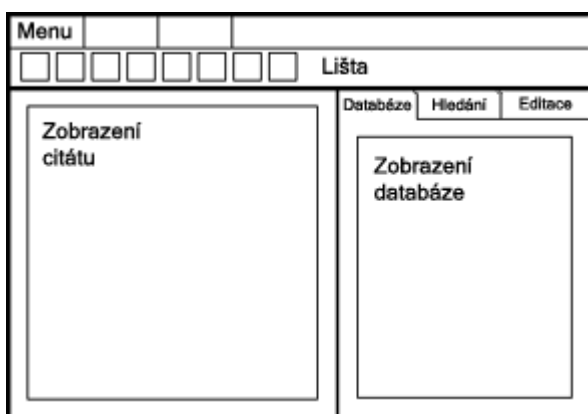 Menu
Lišta
Databáze Hledání Editace
Zobrazení
citátu
Zobrazení
databáze